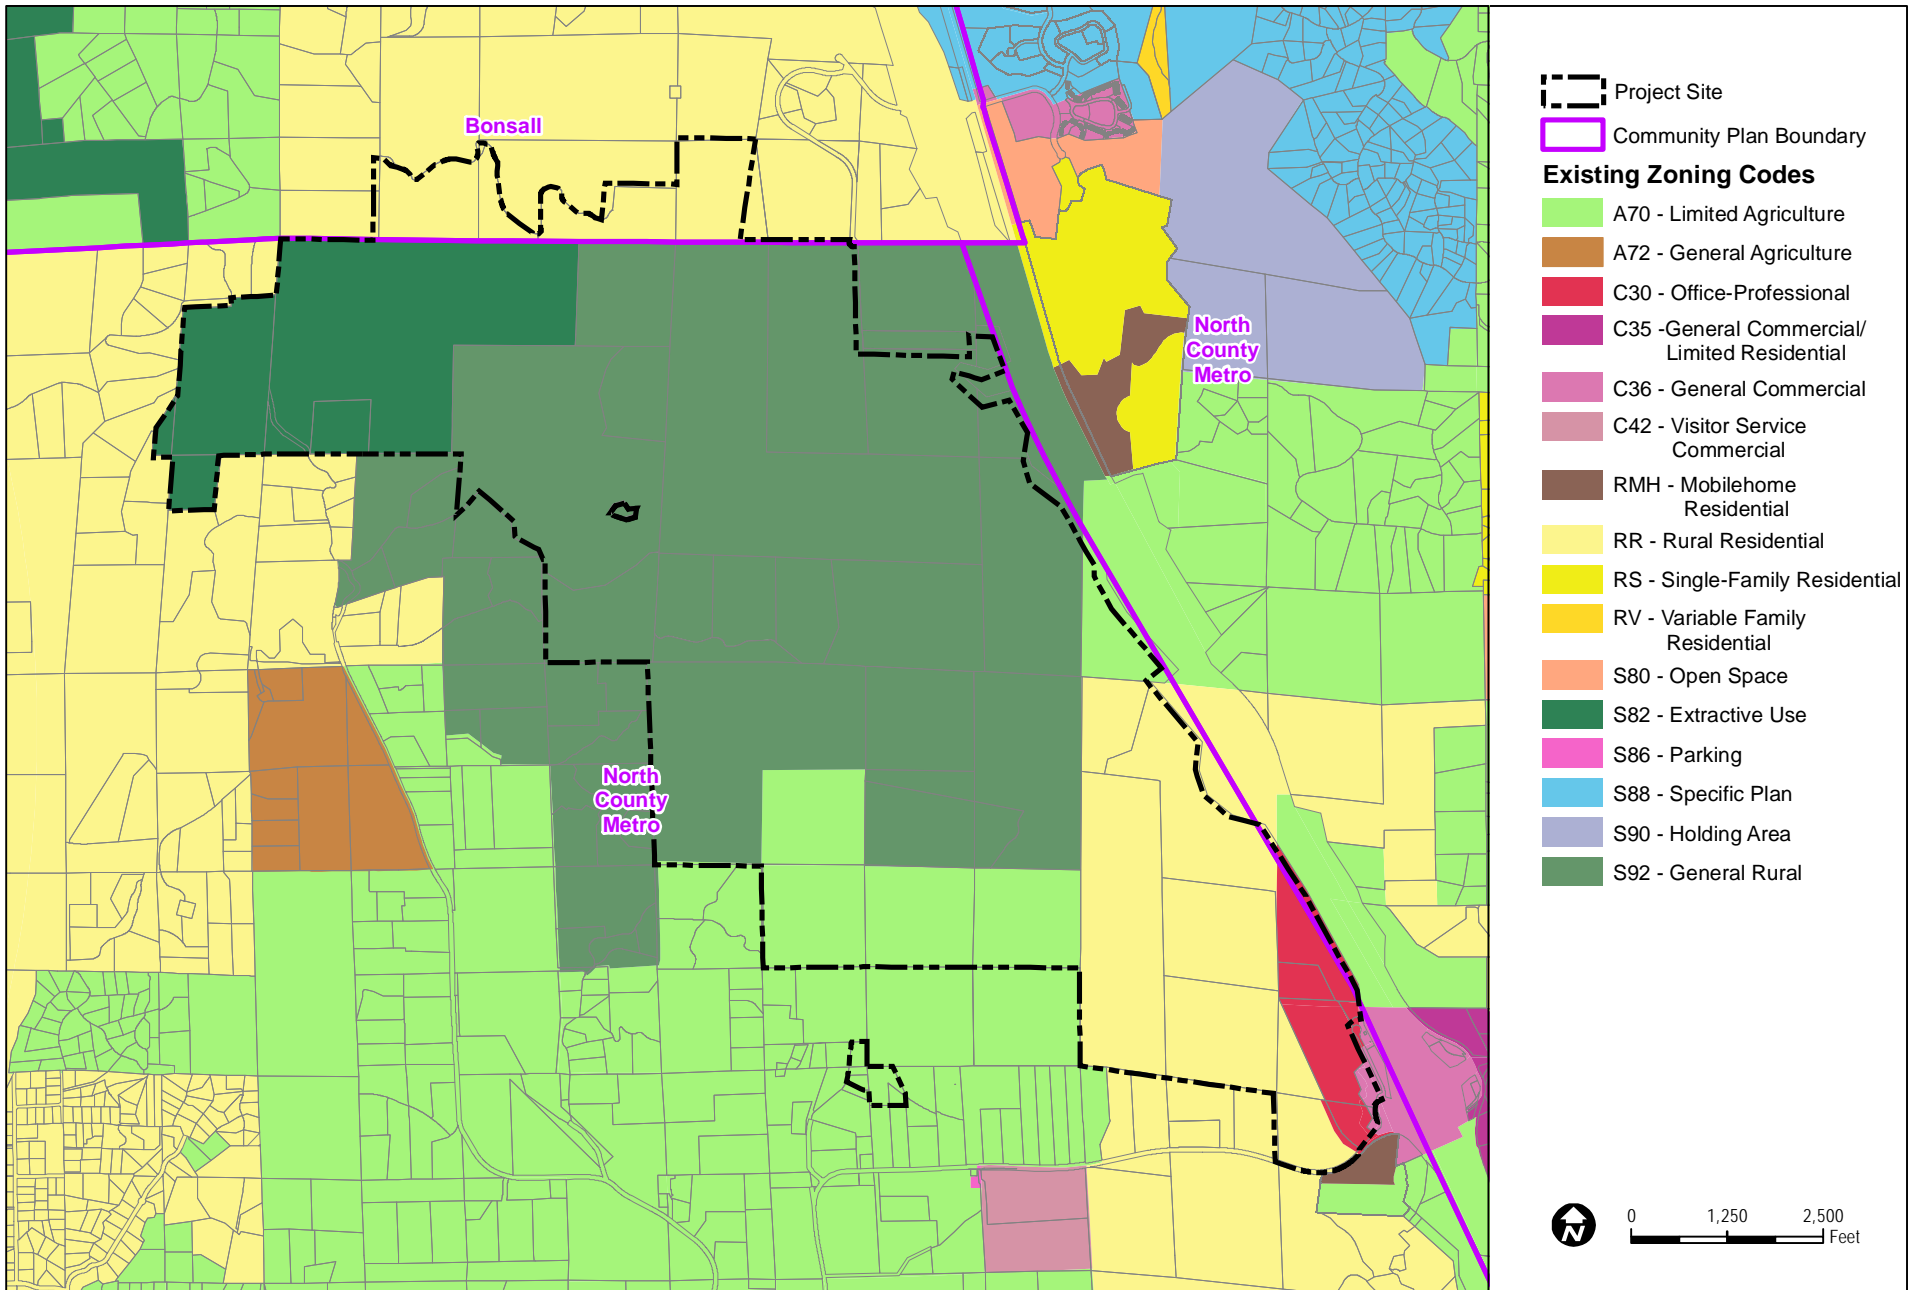 Bonsall
North
County
Metro
North
County
Metro
Project Site
Community Plan Boundary
Existing Zoning Codes
A70 - Limited Agriculture
A72 - General Agriculture
C30 - Office-Professional
C35 -General Commercial/
Limited Residential
C36 - General Commercial
C42 - Visitor Service
Commercial
RMH - Mobilehome
Residential
RR - Rural Residential
RS - Single-Family Residential
RV - Variable Family
Residential
S80 - Open Space
S82 - Extractive Use
S86 - Parking
S88 - Specific Plan
S90 - Holding Area
S92 - General Rural
N
0 1,250 2,500
Feet